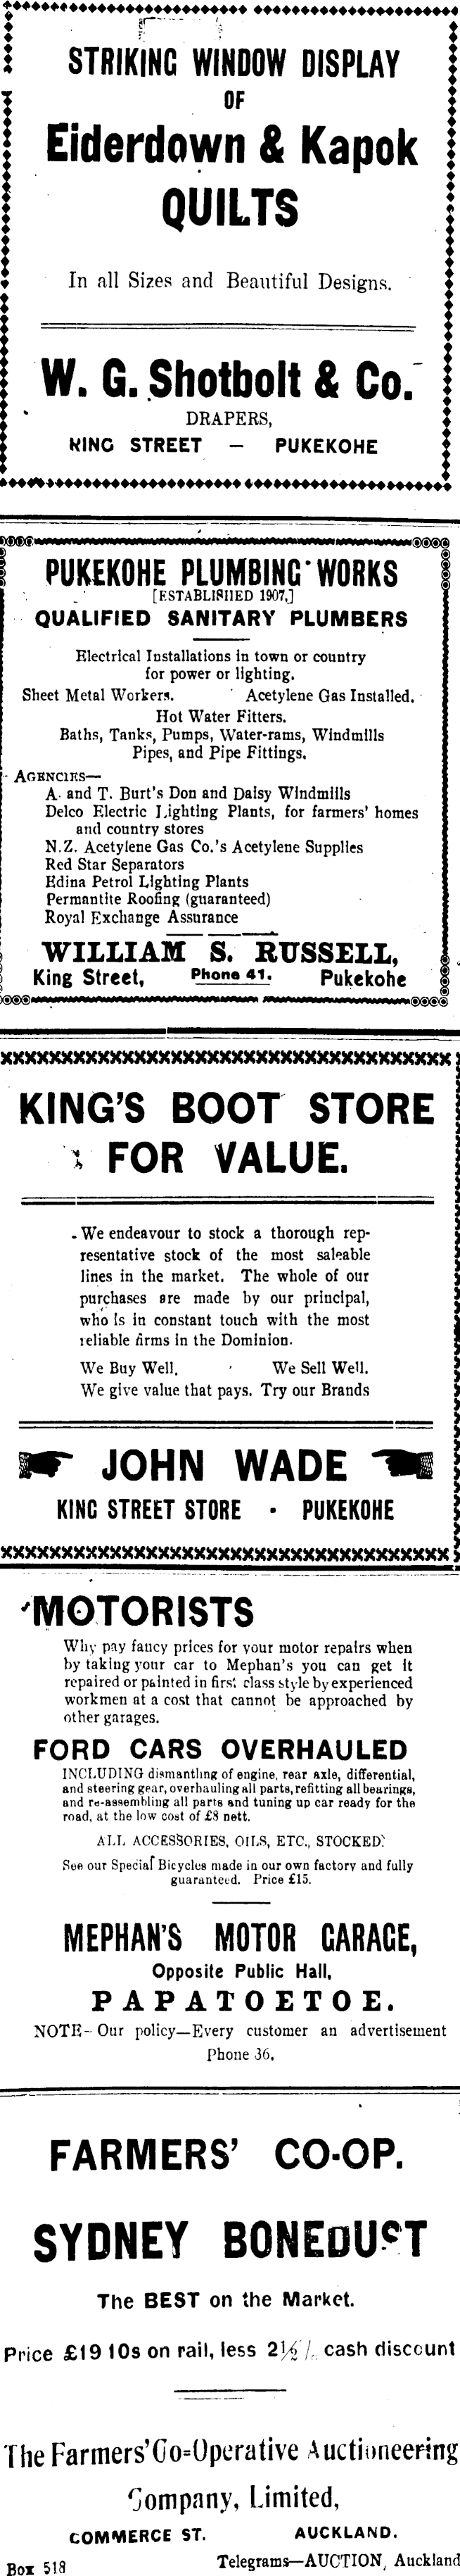 STRIKING WINDOW DISPLAY
OF
Eiderdown & Kapok
QUILTS
In all Sizes and Beautiful Designs.
W. G. Shotbolt & Co.
DRAPERS,
KING STREET — PUKEKOHE
PUKEKOHE PLUMBING WORKS
[ESTABLISHED 1907.]
QUALIFIED SANITARY PLUMBERS
Electrical Installations in town or country
for power or lighting.
Sheet Metal Workers. Acetylene Gas Installed.
Hot Water Fitters.
Baths, Tanks, Pumps, Water-rams, Windmills
Pipes, and Pipe Fittings.
AGENCIES—
A. and T. Burt's Don and Daisy Windmills
Delco Electric Lighting Plants, for farmers' homes
and country stores
N.Z. Acetylene Gas Co.'s Acetylene Supplies
Red Star Separators
Edina Petrol Lighting Plants
Permantite Roofing (guaranteed)
Royal Exchange Assurance
WILLIAM S. RUSSELL,
King Street, Phone 41. Pukekohe
KING'S BOOT STORE
FOR VALUE.
We endeavour to stock a thorough rep-
resentative stock of the most saleable
lines in the market. The whole of our
purchases are made by our principal,
who is in constant touch with the most
reliable firms in the Dominion.
We Buy Well. We Sell Well.
We give value that pays. Try our Brands
JOHN WADE
KING STREET STORE - PUKEKOHE
MOTORISTS
Why pay fancy prices for your motor repairs when
by taking your car to Mephan's you can get it
repaired or painted in first class style by experienced
workmen at a cost that cannot be approached by
other garages.
FORD CARS OVERHAULED
INCLUDING dismantling of engine, rear axle, differential,
and steering gear, overhauling all parts, refitting all bearings,
and re-assembling all parts and tuning up car ready for the
road, at the low cost of £8 nett.
ALL ACCESSORIES, OILS, ETC., STOCKED.
See our Special Bicycles made in our own factory and fully
guaranteed. Price £15.
MEPHAN'S MOTOR GARAGE,
Opposite Public Hall,
PAPATOETOE.
NOTE—Our policy—Every customer an advertisement
Phone 36.
FARMERS' CO-OP.
SYDNEY BONEDUST
The BEST on the Market.
Price £19 10s on rail, less 2½% cash discount
The Farmers' Co=Operative Auctioneering
Company, Limited,
COMMERCE ST. AUCKLAND.
Box 518 Telegrams—AUCTION, Auckland